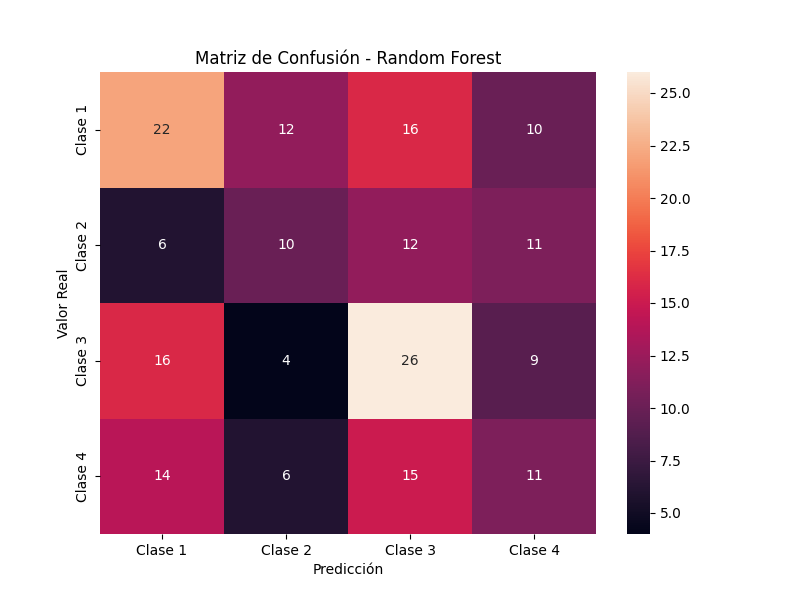 Matriz de Confusión - Random Forest
Clase 1
22 12 16 10
Clase 2
6 10 12 11
Clase 3
16 4 26 9
Clase 4
14 6 15 11
Valor Real
Clase 1 Clase 2 Clase 3 Clase 4
Predicción
25.0
22.5
20.0
17.5
15.0
12.5
10.0
7.5
5.0